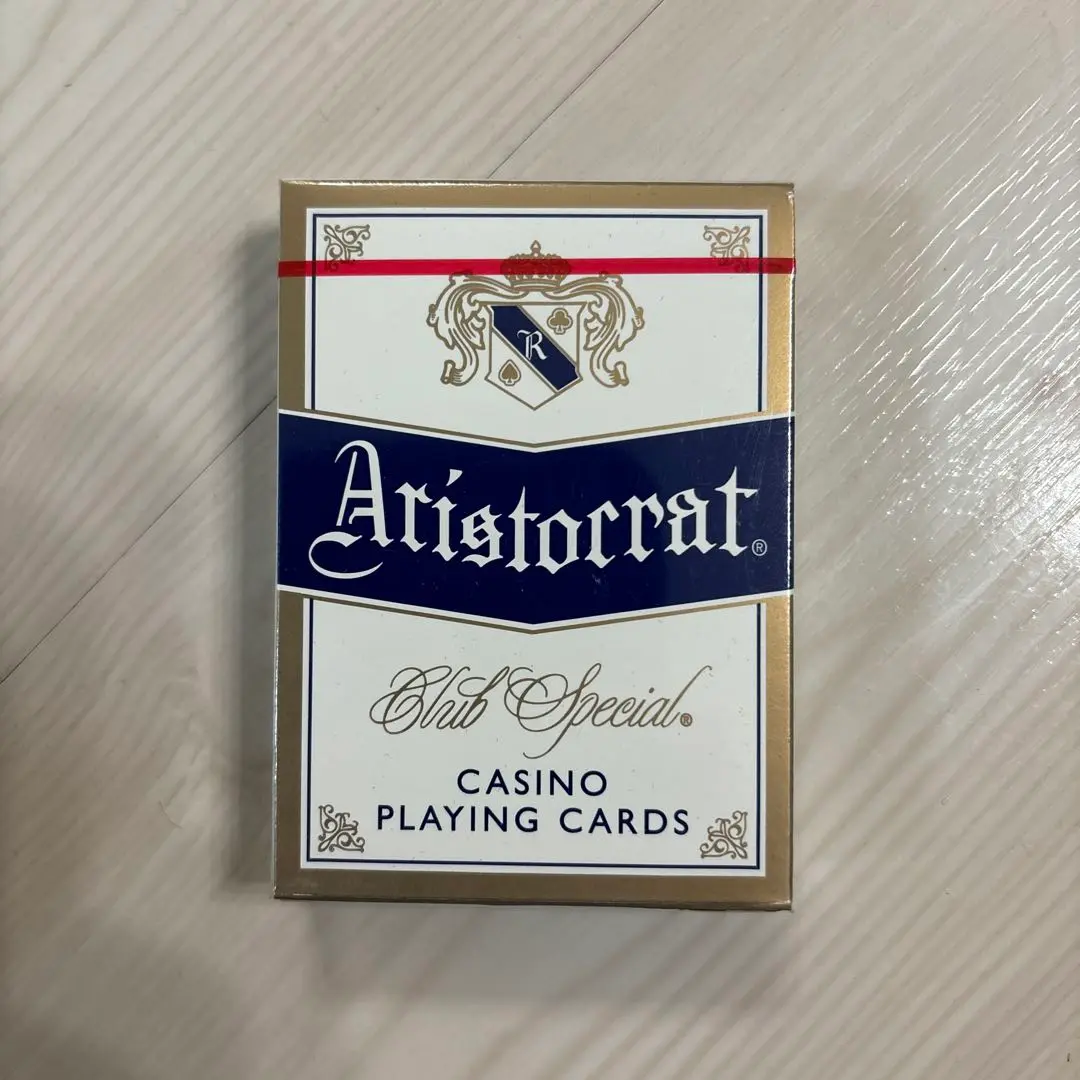 R
Aristocrat®
Club Special®
CASINO
PLAYING CARDS